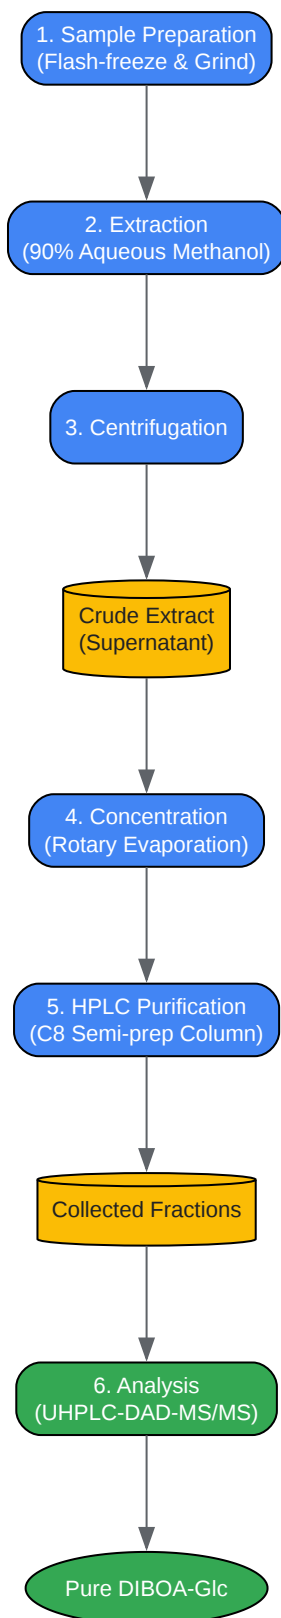 1. Sample Preparation
(Flash-freeze & Grind)
2. Extraction
(90% Aqueous Methanol)
3. Centrifugation
Crude Extract
(Supernatant)
4. Concentration
(Rotary Evaporation)
5. HPLC Purification
(C8 Semi-prep Column)
Collected Fractions
6. Analysis
(UHPLC-DAD-MS/MS)
Pure DIBOA-Glc